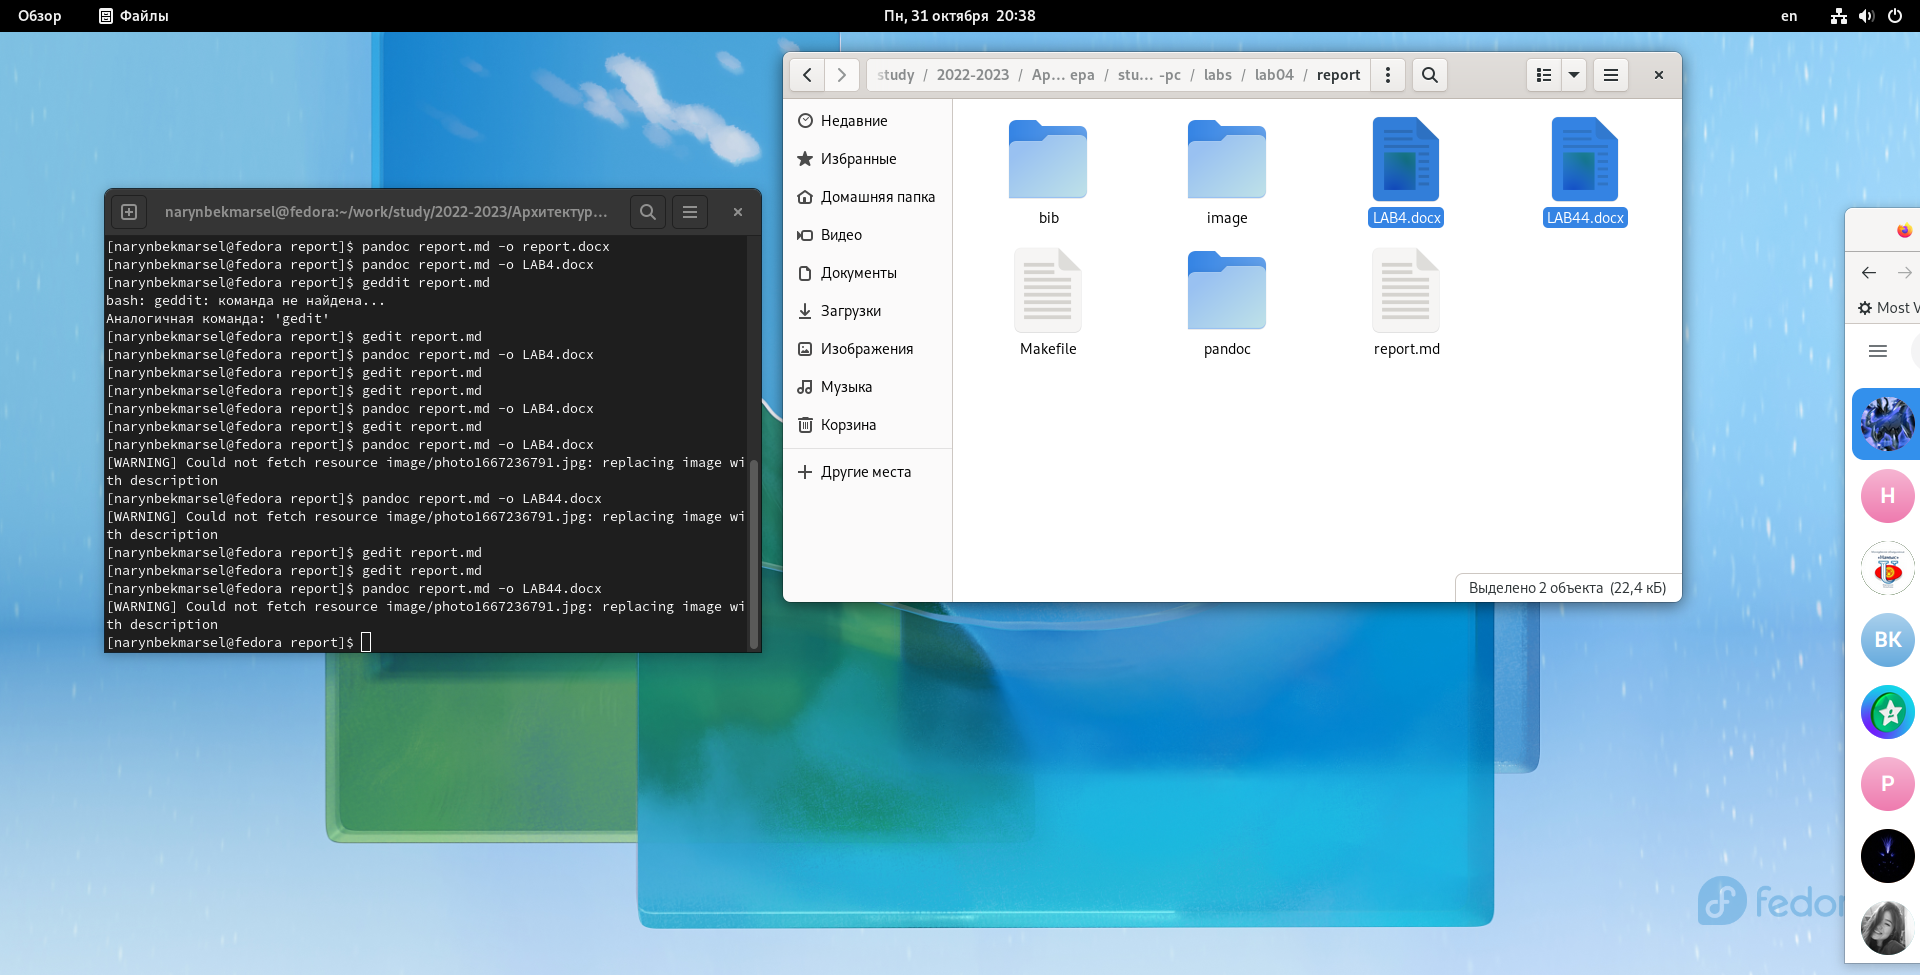 Обзор
Файлы
Пн, 31 октября 20:38
en
study / 2022-2023 / Ар… ера / stu… -pc / labs / lab04 / report
Недавние
Избранные
Домашняя папка
Видео
Документы
Загрузки
Изображения
Музыка
Корзина
Другие места
bib
image
LAB4.docx
LAB44.docx
Makefile
pandoc
report.md
Выделено 2 объекта (22,4 кБ)
narynbekmarsel@fedora:~/work/study/2022-2023/Архитектур…
[narynbekmarsel@fedora report]$ pandoc report.md -o report.docx
[narynbekmarsel@fedora report]$ pandoc report.md -o LAB4.docx
[narynbekmarsel@fedora report]$ geddit report.md
bash: geddit: команда не найдена...
Аналогичная команда: 'gedit'
[narynbekmarsel@fedora report]$ gedit report.md
[narynbekmarsel@fedora report]$ pandoc report.md -o LAB4.docx
[narynbekmarsel@fedora report]$ gedit report.md
[narynbekmarsel@fedora report]$ gedit report.md
[narynbekmarsel@fedora report]$ pandoc report.md -o LAB4.docx
[narynbekmarsel@fedora report]$ gedit report.md
[narynbekmarsel@fedora report]$ pandoc report.md -o LAB4.docx
[WARNING] Could not fetch resource image/photo1667236791.jpg: replacing image wi
th description
[narynbekmarsel@fedora report]$ pandoc report.md -o LAB44.docx
[WARNING] Could not fetch resource image/photo1667236791.jpg: replacing image wi
th description
[narynbekmarsel@fedora report]$ gedit report.md
[narynbekmarsel@fedora report]$ gedit report.md
[narynbekmarsel@fedora report]$ pandoc report.md -o LAB44.docx
[WARNING] Could not fetch resource image/photo1667236791.jpg: replacing image wi
th description
[narynbekmarsel@fedora report]$
Most V
Н
ВК
Р
fedor